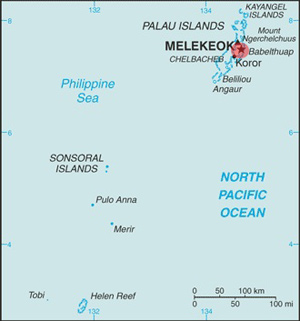 132
134
KAYANGEL
ISLANDS
8
8
PALAU ISLANDS
Mount
Ngerchelchuus
MELEKEOK
Babelthuap
CHELBACHEB
Koror
Beliliou
Angaur
Philippine
Sea
6
6
SONSORAL
ISLANDS
NORTH
PACIFIC
OCEAN
Pulo Anna
Merir
4
4
0 50 100 km
0 50 100 mi
Tobi
Helen Reef
132
134